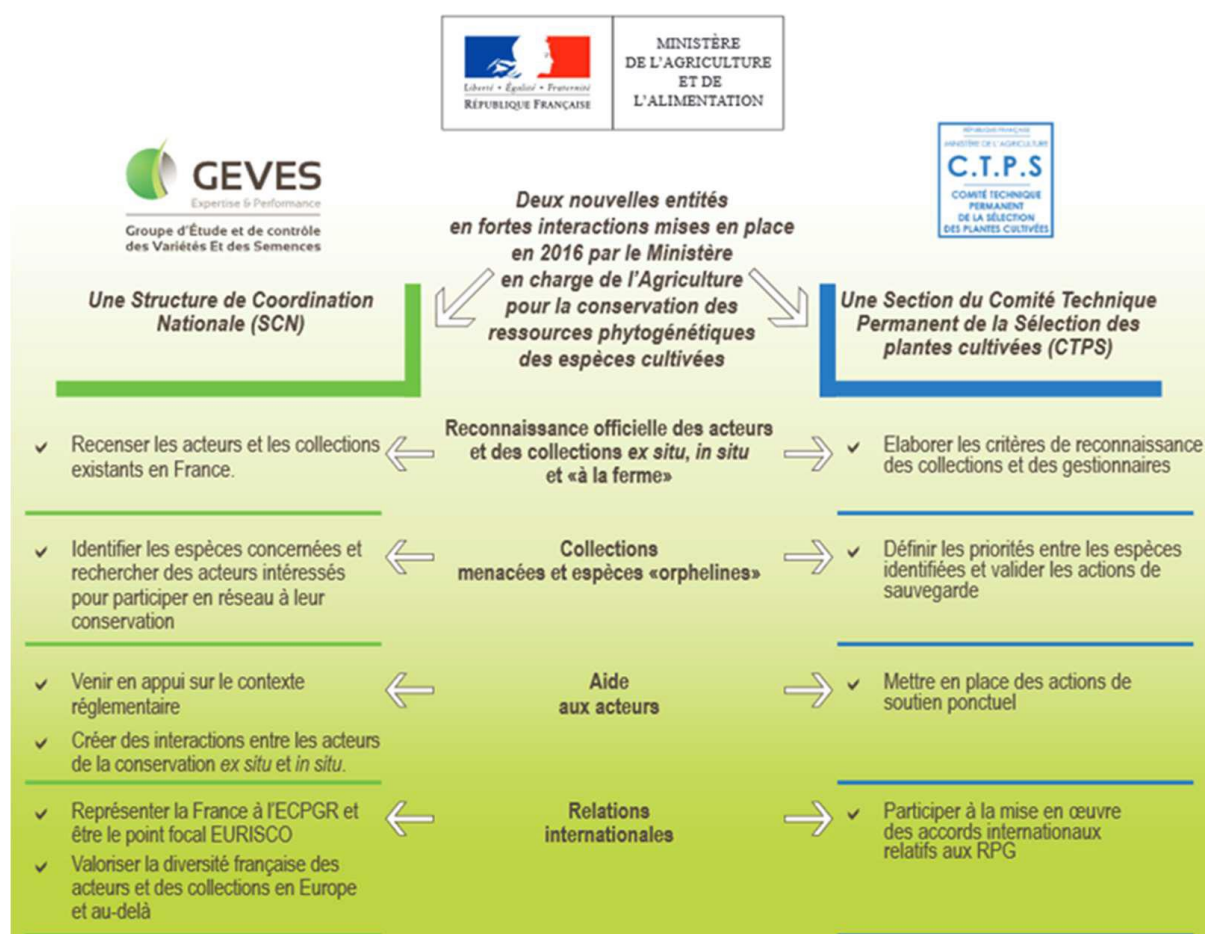 Liberté • Égalité • Fraternité
RÉPUBLIQUE FRANÇAISE
MINISTÈRE
DE L'AGRICULTURE
ET DE
L'ALIMENTATION
GEVES
Expertise & Performance
Groupe d'Étude et de contrôle
des Variétés Et des Semences
RÉPUBLIQUE FRANÇAISE
MINISTÈRE DE L'AGRICULTURE
C.T.P.S
COMITÉ TECHNIQUE
PERMANENT
DE LA SÉLECTION
DES PLANTES CULTIVÉES
Deux nouvelles entités
en fortes interactions mises en place
en 2016 par le Ministère
en charge de l'Agriculture
pour la conservation des
ressources phytogénétiques
des espèces cultivées
Une Structure de Coordination
Nationale (SCN)
Une Section du Comité Technique
Permanent de la Sélection des
plantes cultivées (CTPS)
Recenser les acteurs et les collections
existants en France.
Reconnaissance officielle des acteurs
et des collections ex situ, in situ
et «à la ferme»
Elaborer les critères de reconnaissance
des collections et des gestionnaires
Identifier les espèces concernées et
rechercher des acteurs intéressés
pour participer en réseau à leur
conservation
Collections
menacées et espèces «orphelines»
Définir les priorités entre les espèces
identifiées et valider les actions de
sauvegarde
Venir en appui sur le contexte
réglementaire
Créer des interactions entre les acteurs
de la conservation ex situ et in situ.
Aide
aux acteurs
Mettre en place des actions de
soutien ponctuel
Représenter la France à l'ECPGR et
être le point focal EURISCO
Valoriser la diversité française des
acteurs et des collections en Europe
et au-delà
Relations
internationales
Participer à la mise en œuvre
des accords internationaux
relatifs aux RPG